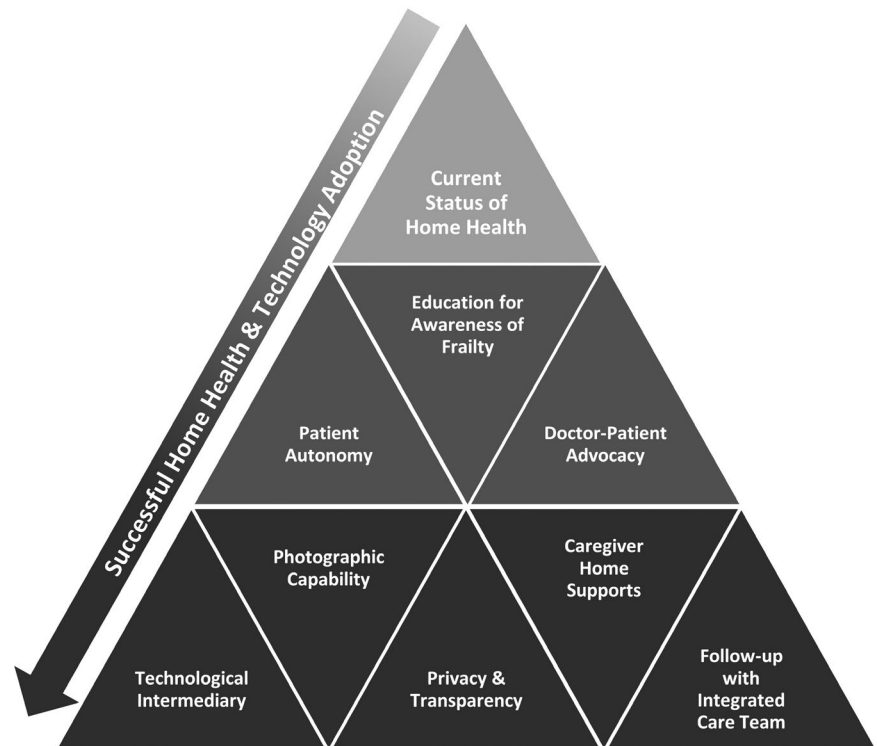 Successful Home Health & Technology Adoption
Current
Status of
Home Health
Education for
Awareness of
Frailty
Patient
Autonomy
Doctor-Patient
Advocacy
Photographic
Capability
Caregiver
Home
Supports
Technological
Intermediary
Privacy &
Transparency
Follow-up
with
Integrated
Care Team